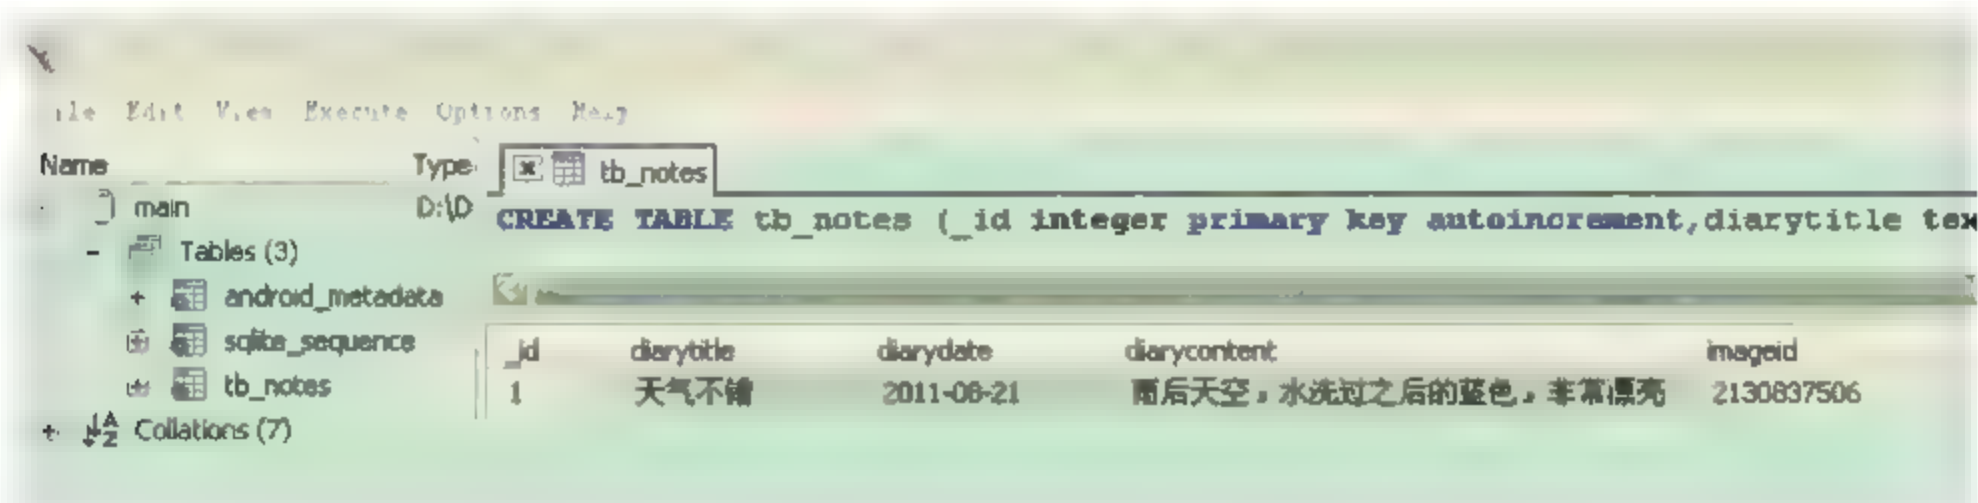 Edit View Execute Options Help
Name Type
main D:\D
Tables (3)
android_metadata
sqlite_sequence
tb_notes
Collations (7)
tb_notes
CREATE TABLE tb_notes (_id integer primary key autoincrement,diarytitle tex
_id diarytitle diarydate diarycontent imageid
1 天气不错 2011-06-21 雨后天空，水洗过之后的蓝色，非常漂亮 2130837506